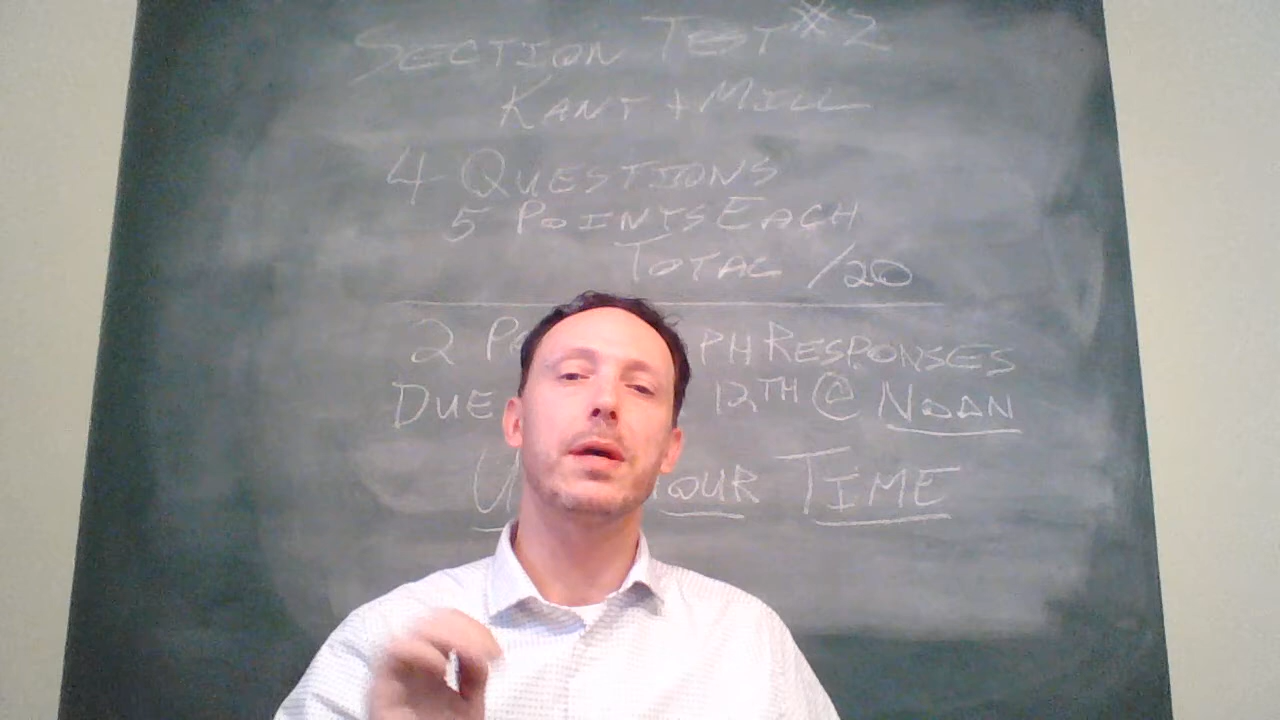 SECTION TEST #2
KANT + MILL
4 QUESTIONS
5 POINTS EACH
TOTAL /20
2 RESPONSES
DUE 12TH @ NOON
TIME